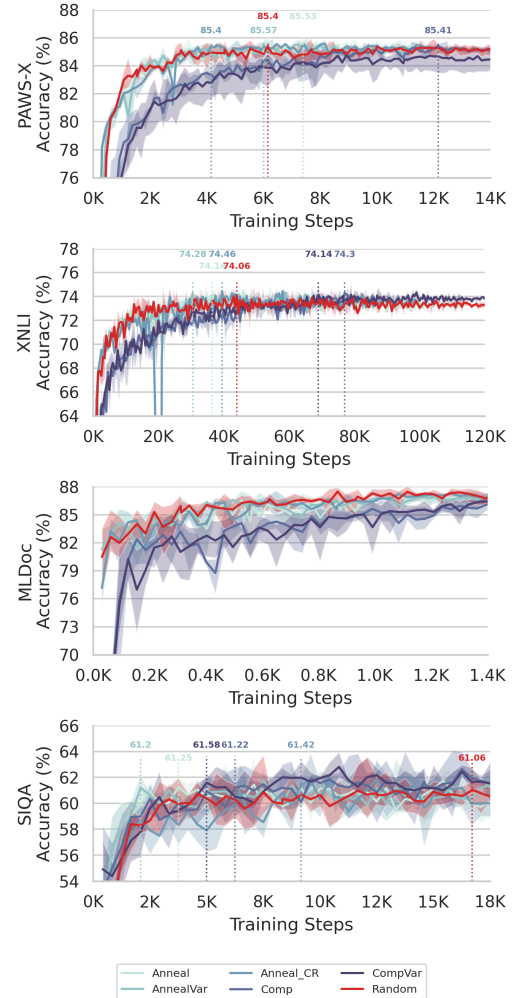 88
85.4 85.53
86 85.4 85.57 85.41
84
82
80
78
76
PAWS-X
Accuracy (%)
0K 2K 4K 6K 8K 10K 12K 14K
Training Steps
78
74.28 74.46 74.14 74.3
76 74.06
74
72
70
68
66
64
XNLI
Accuracy (%)
0K 20K 40K 60K 80K 100K 120K
Training Steps
88
85
82
79
76
73
70
MLDoc
Accuracy (%)
0.0K 0.2K 0.4K 0.6K 0.8K 1.0K 1.2K 1.4K
Training Steps
66
61.2 61.58 61.22 61.42
64
61.25 61.06
62
60
58
56
54
SIQA
Accuracy (%)
0K 2K 5K 8K 10K 12K 15K 18K
Training Steps
Anneal Anneal_CR CompVar
AnnealVar Comp Random